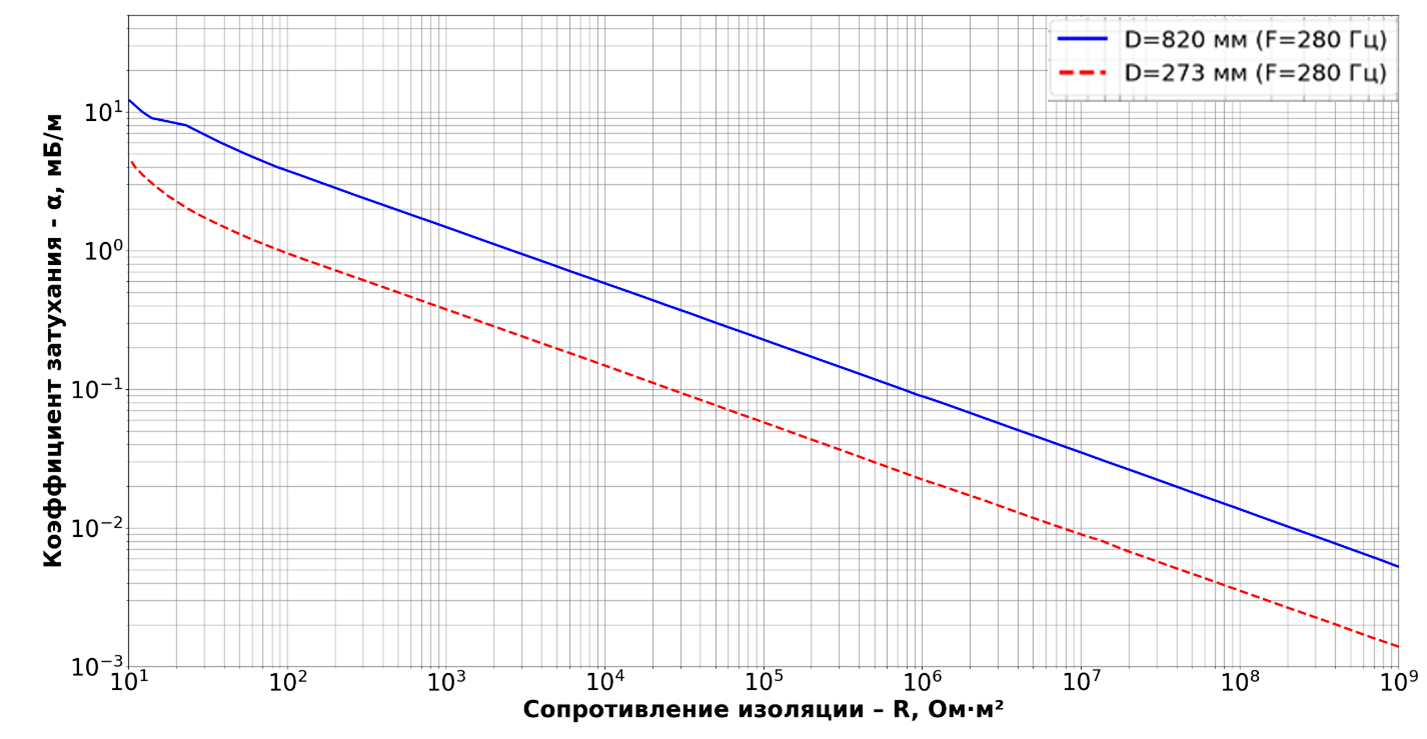 D=820 мм (F=280 Гц)
D=273 мм (F=280 Гц)
Коэффициент затухания - α, мБ/м
10¹
10⁰
10⁻¹
10⁻²
10⁻³
10¹ 10² 10³ 10⁴ 10⁵ 10⁶ 10⁷ 10⁸ 10⁹
Сопротивление изоляции – R, Ом·м²